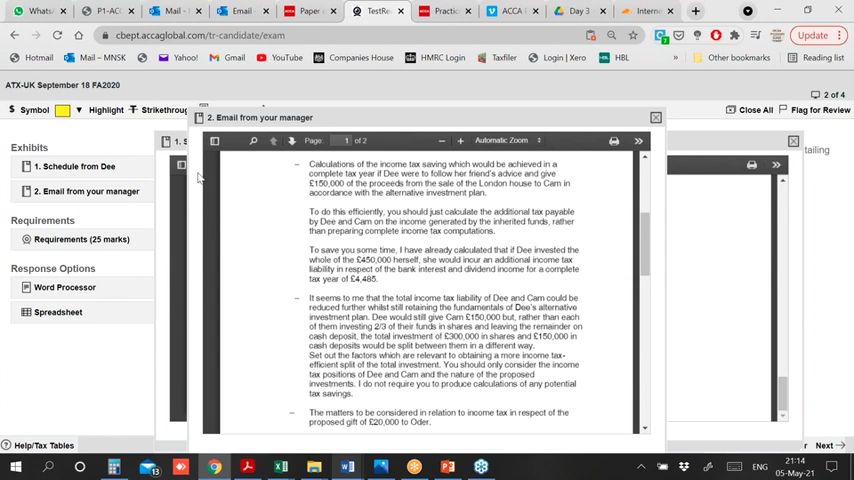 Whats
P1-ACC
Mail -
Email -
Paper
TestRe
Practic
ACCA
Day 3
Intern
cbept.accaglobal.com/tr-candidate/exam
Update
Hotmail
Mail – MNSK
Yahoo!
Gmail
YouTube
Companies House
HMRC Login
Taxfiler
Login | Xero
HBL
Reading list
ATX-UK September 18 FA2020
2 of 4
$ Symbol
Highlight
Strikethroug
Close All
Flag for Review
Exhibits
1. Schedule from Dee
2. Email from your manager
Requirements
Requirements (25 marks)
Response Options
Word Processor
Spreadsheet
1. S
tailing
2. Email from your manager
Page: 1 of 2
Automatic Zoom
– Calculations of the income tax saving which would be achieved in a
complete tax year if Dee were to follow her friend's advice and give
£150,000 of the proceeds from the sale of the London house to Cam in
accordance with the alternative investment plan.
To do this efficiently, you should just calculate the additional tax payable
by Dee and Cam on the income generated by the inherited funds, rather
than preparing complete income tax computations.
To save you some time, I have already calculated that if Dee invested the
whole of the £450,000 herself, she would incur an additional income tax
liability in respect of the bank interest and dividend income for a complete
tax year of £4,485.
– It seems to me that the total income tax liability of Dee and Cam could be
reduced further whilst still retaining the fundamentals of Dee's alternative
investment plan. Dee would still give Cam £150,000 but, rather than each
of them investing 2/3 of their funds in shares and leaving the remainder on
cash deposit, the total investment of £300,000 in shares and £150,000 in
cash deposits would be split between them in a different way.
Set out the factors which are relevant to obtaining a more income tax-
efficient split of the total investment. You should only consider the income
tax positions of Dee and Cam and the nature of the proposed
investments. I do not require you to produce calculations of any potential
tax savings.
– The matters to be considered in relation to income tax in respect of the
proposed gift of £20,000 to Oder.
Help/Tax Tables
r
Next
13
ENG
21:14
05-May-21